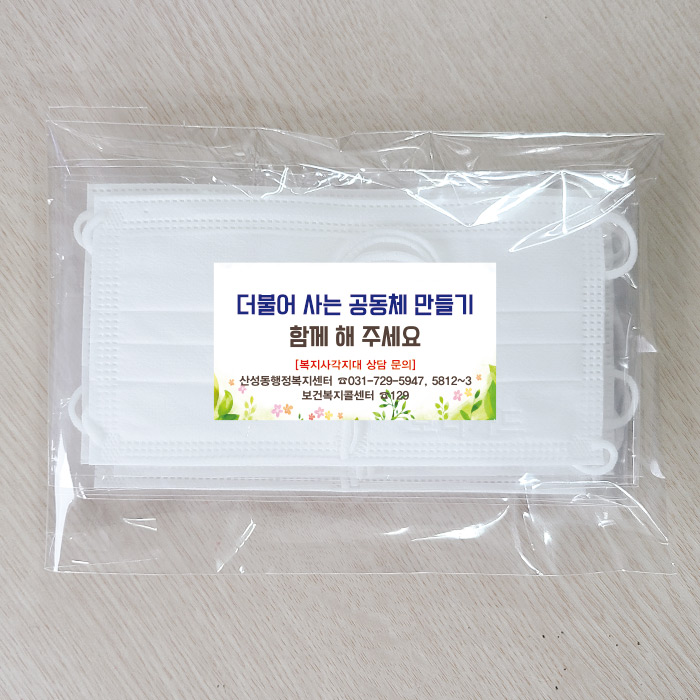 더불어 사는 공동체 만들기
함께 해 주세요
[복지사각지대 상담 문의]
산성동행정복지센터 ☎031-729-5947, 5812~3
보건복지콜센터 ☎129